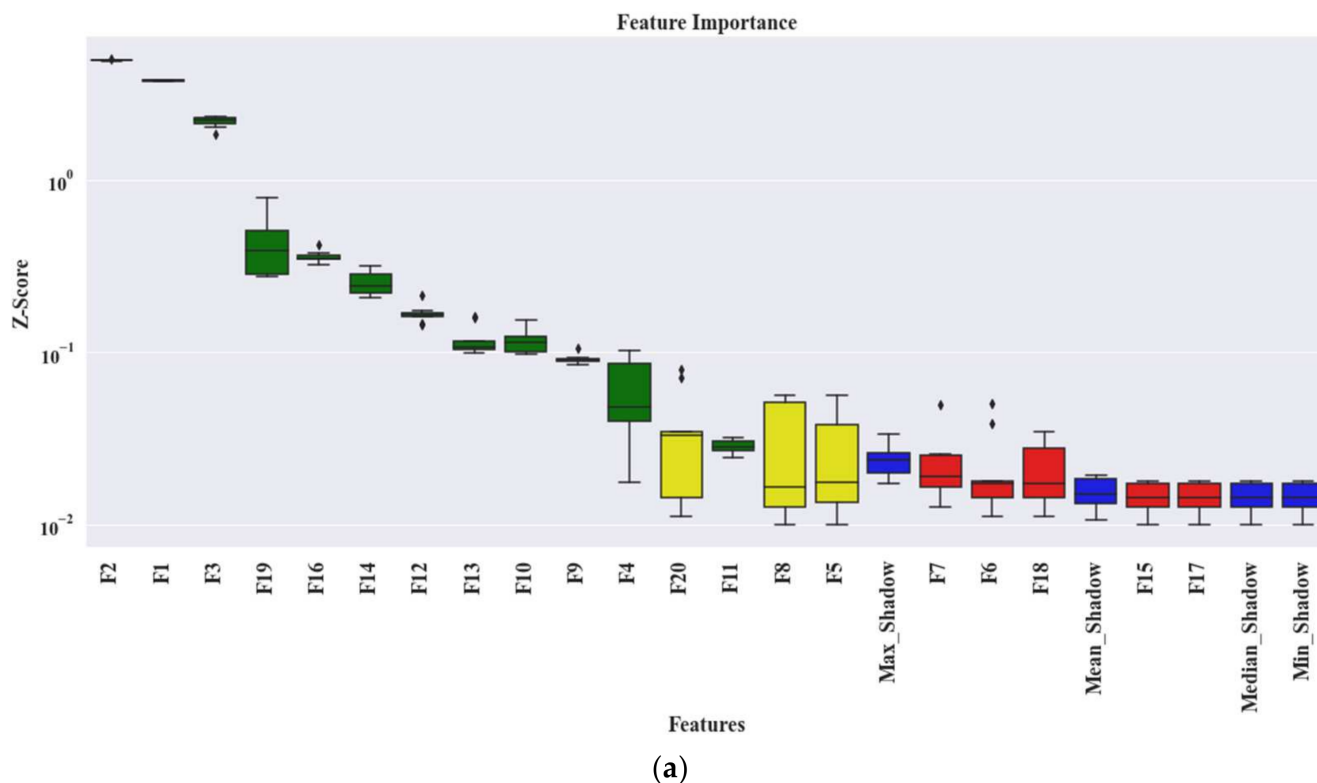 Feature Importance
Z-Score
10^0
10^-1
10^-2
F2 F1 F3 F19 F16 F14 F12 F13 F10 F9 F4 F20 F11 F8 F5 Max_Shadow F7 F6 F18 Mean_Shadow F15 F17 Median_Shadow Min_Shadow
Features
(a)